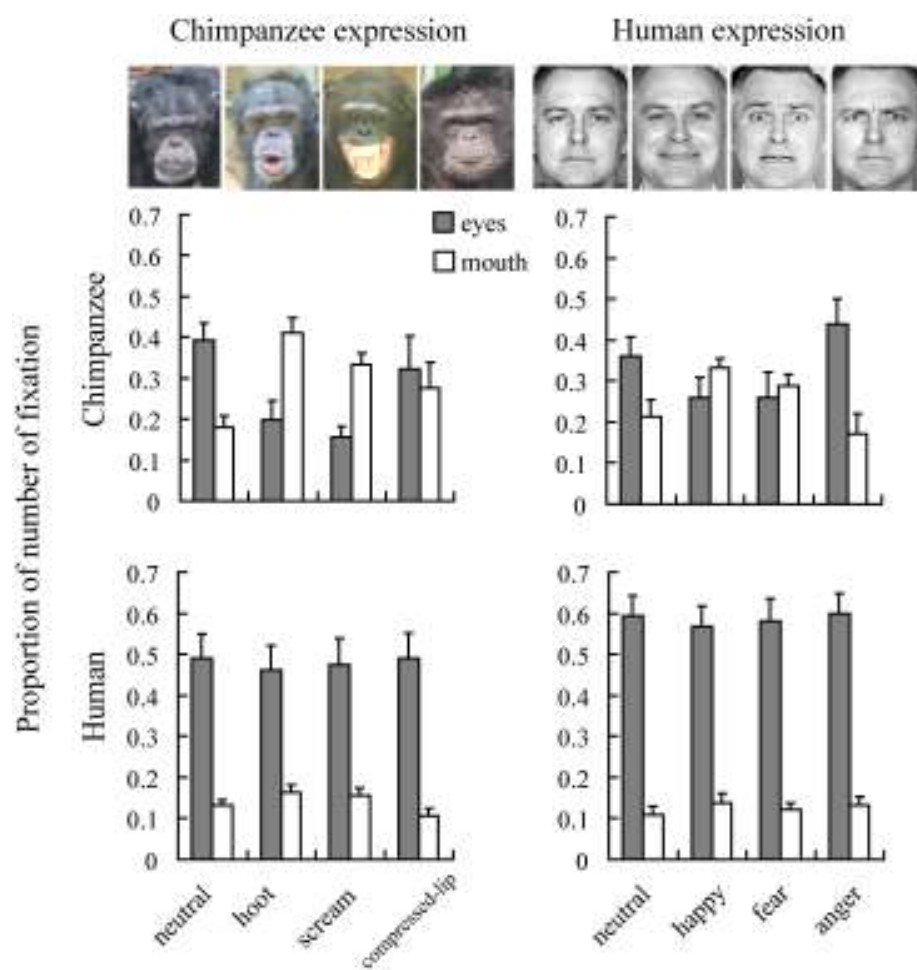 Chimpanzee expression
Human expression
Proportion of number of fixation
Chimpanzee
0.7
0.6
0.5
0.4
0.3
0.2
0.1
0
eyes
mouth
0.7
0.6
0.5
0.4
0.3
0.2
0.1
0
Human
0.7
0.6
0.5
0.4
0.3
0.2
0.1
0
neutral
hoot
scream
compressed-lip
0.7
0.6
0.5
0.4
0.3
0.2
0.1
0
neutral
happy
fear
anger